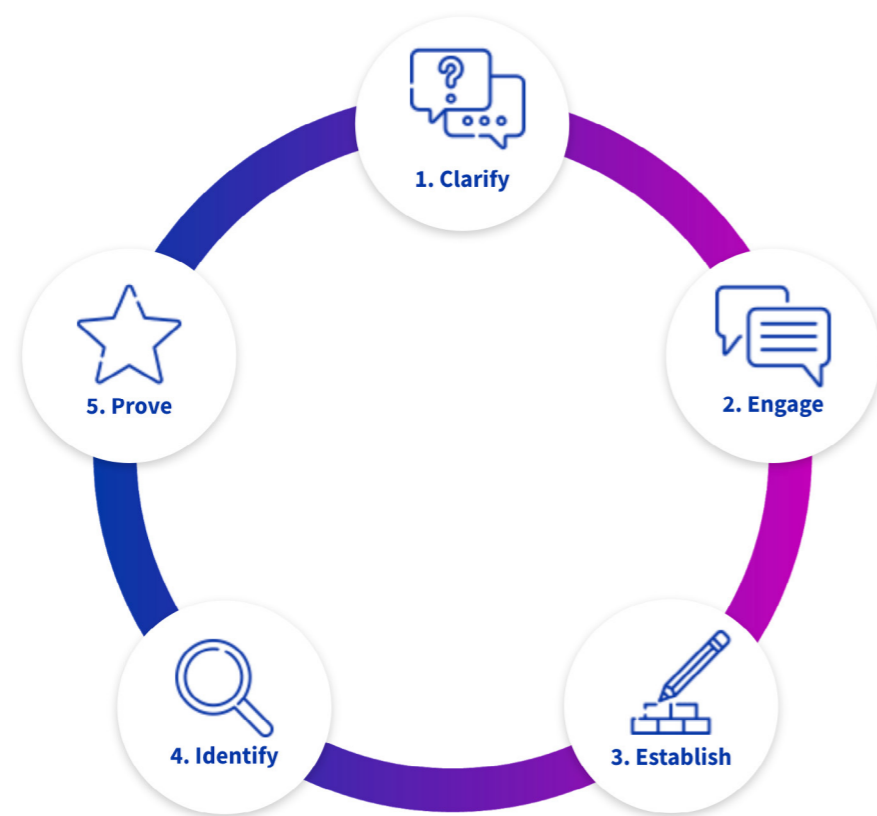 ?
1. Clarify
2. Engage
3. Establish
4. Identify
5. Prove